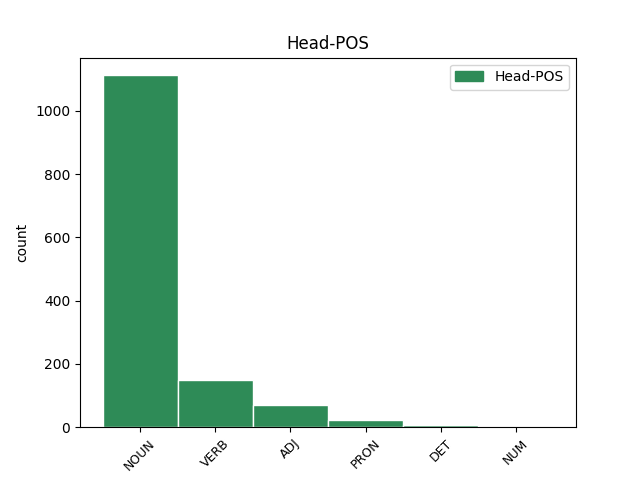 Head-POS
Head-POS
1000
800
600
400
200
0
count
NOUN
VERB
ADJ
PRON
DET
NUM